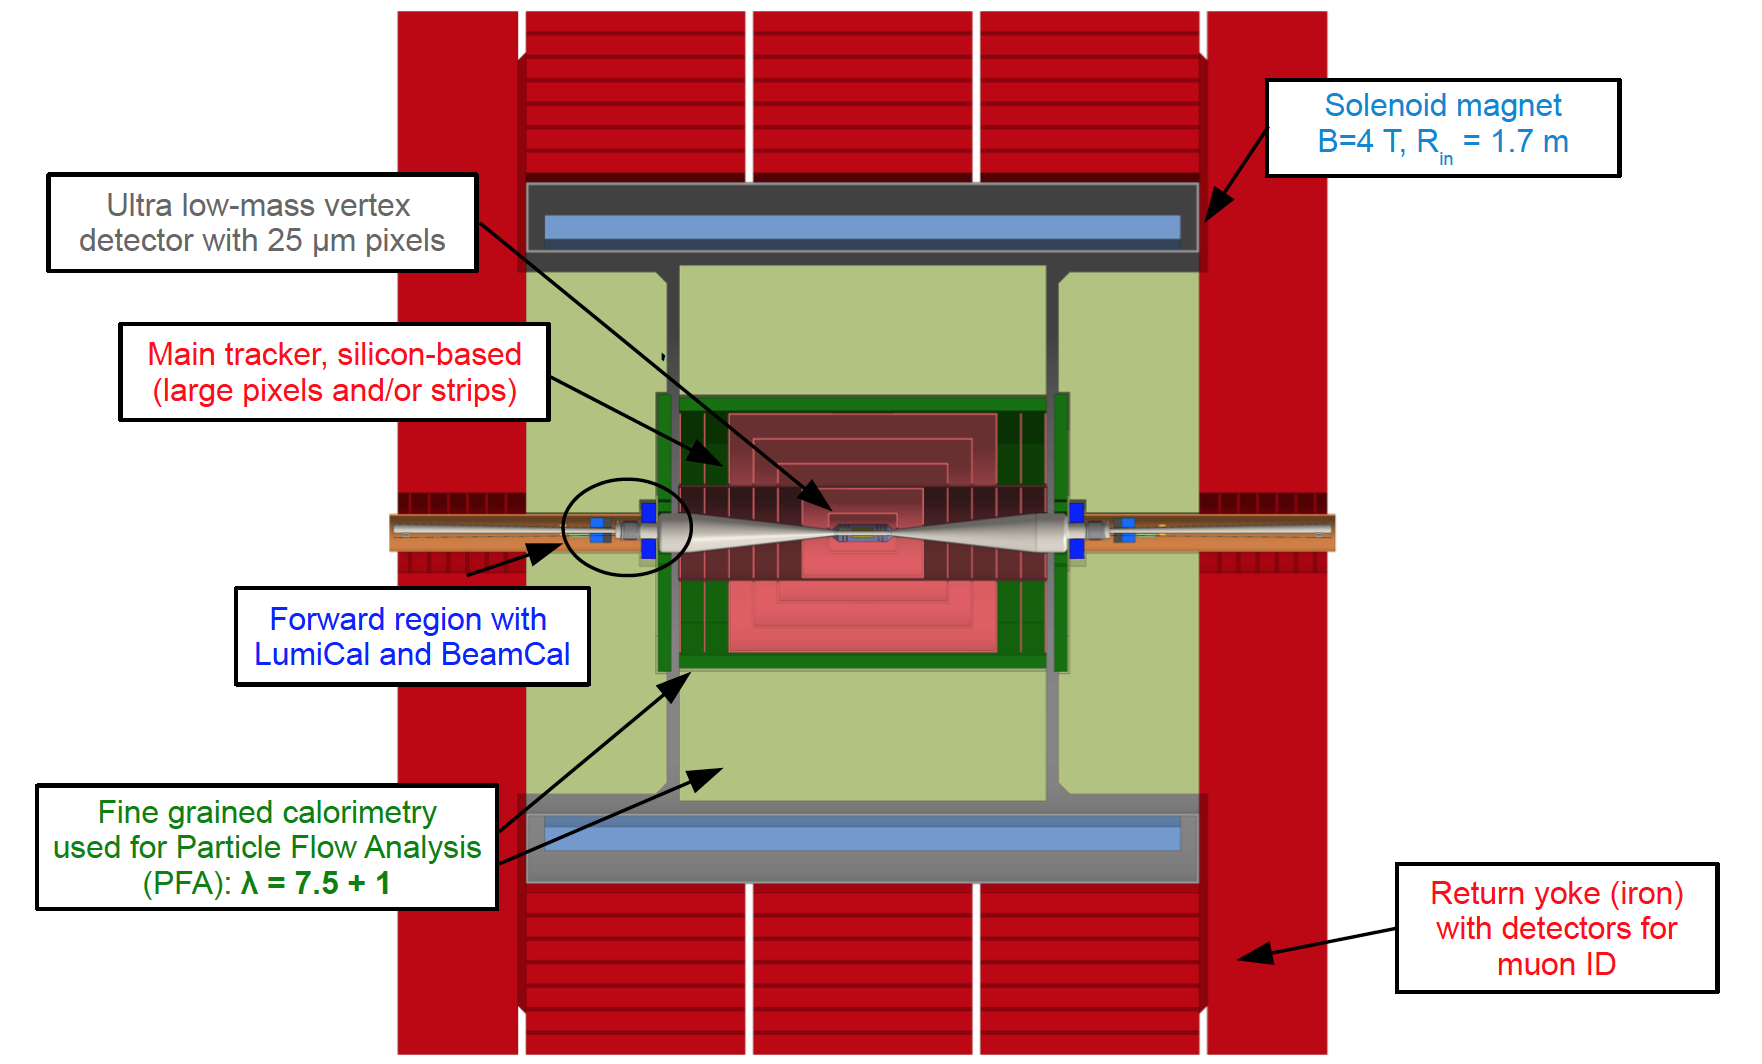 Solenoid magnet
B=4 T, Rin = 1.7 m
Ultra low-mass vertex
detector with 25 µm pixels
Main tracker, silicon-based
(large pixels and/or strips)
Forward region with
LumiCal and BeamCal
Fine grained calorimetry
used for Particle Flow Analysis
(PFA): λ = 7.5 + 1
Return yoke (iron)
with detectors for
muon ID